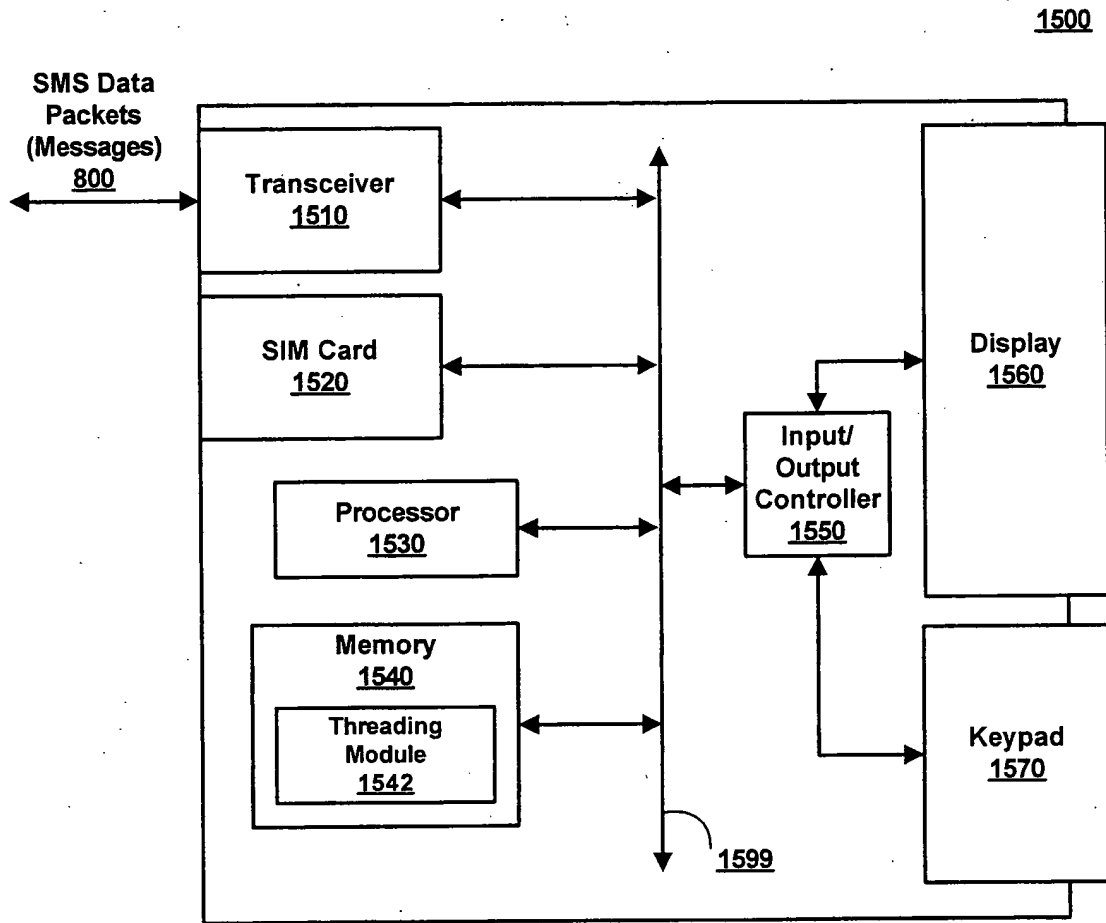 1500
SMS Data
Packets
(Messages)
800
Transceiver
1510
SIM Card
1520
Processor
1530
Memory
1540
Threading
Module
1542
Input/
Output
Controller
1550
Display
1560
Keypad
1570
1599